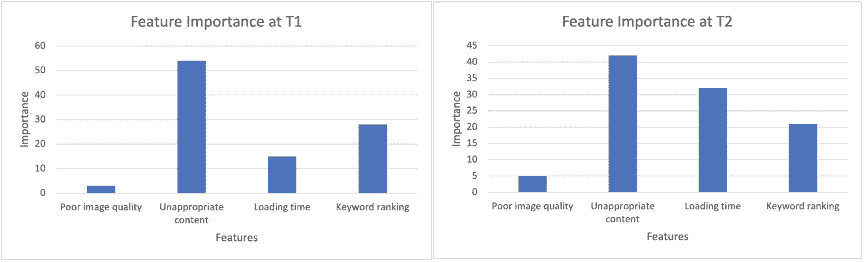 Feature Importance at T1
60
50
40
30
20
10
0
Importance
Poor image quality
Unappropriate
content
Loading time
Keyword ranking
Features
Feature Importance at T2
45
40
35
30
25
20
15
10
5
0
Importance
Poor image quality
Unappropriate
content
Loading time
Keyword ranking
Features